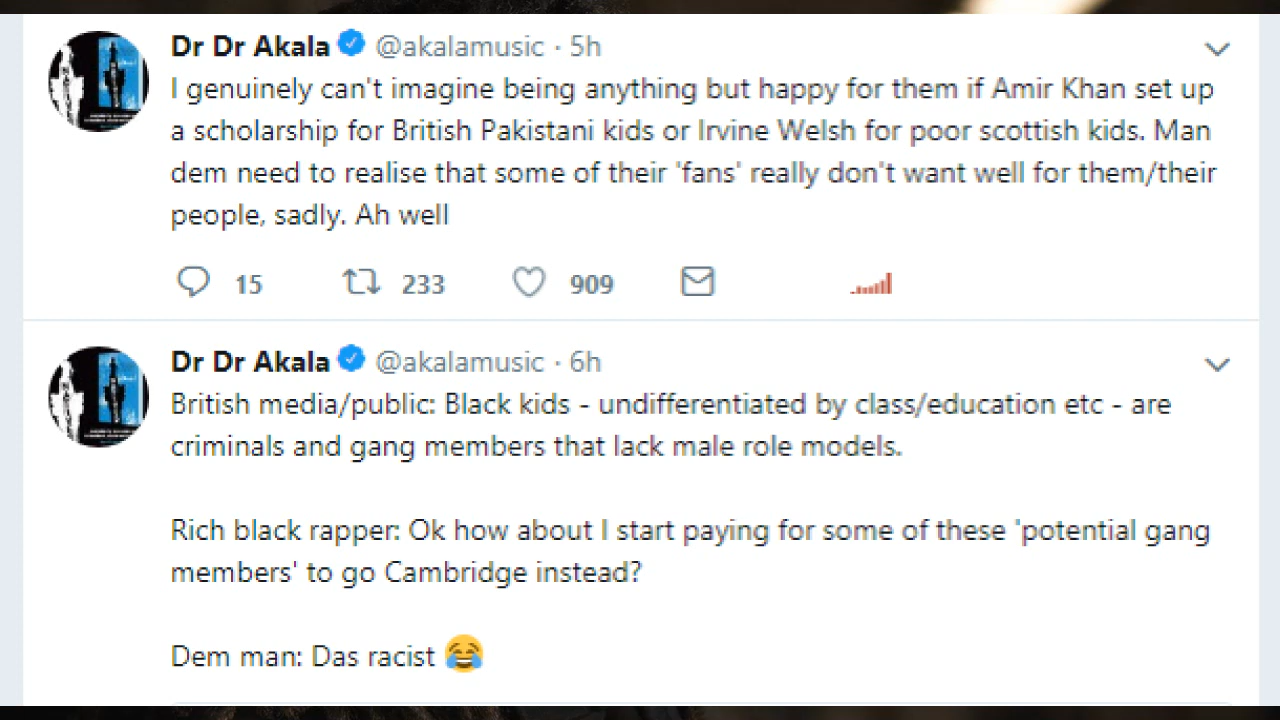 Dr Dr Akala @akalamusic · 5h
I genuinely can't imagine being anything but happy for them if Amir Khan set up
a scholarship for British Pakistani kids or Irvine Welsh for poor scottish kids. Man
dem need to realise that some of their 'fans' really don't want well for them/their
people, sadly. Ah well
15 233 909
Dr Dr Akala @akalamusic · 6h
British media/public: Black kids - undifferentiated by class/education etc - are
criminals and gang members that lack male role models.
Rich black rapper: Ok how about I start paying for some of these 'potential gang
members' to go Cambridge instead?
Dem man: Das racist 😂